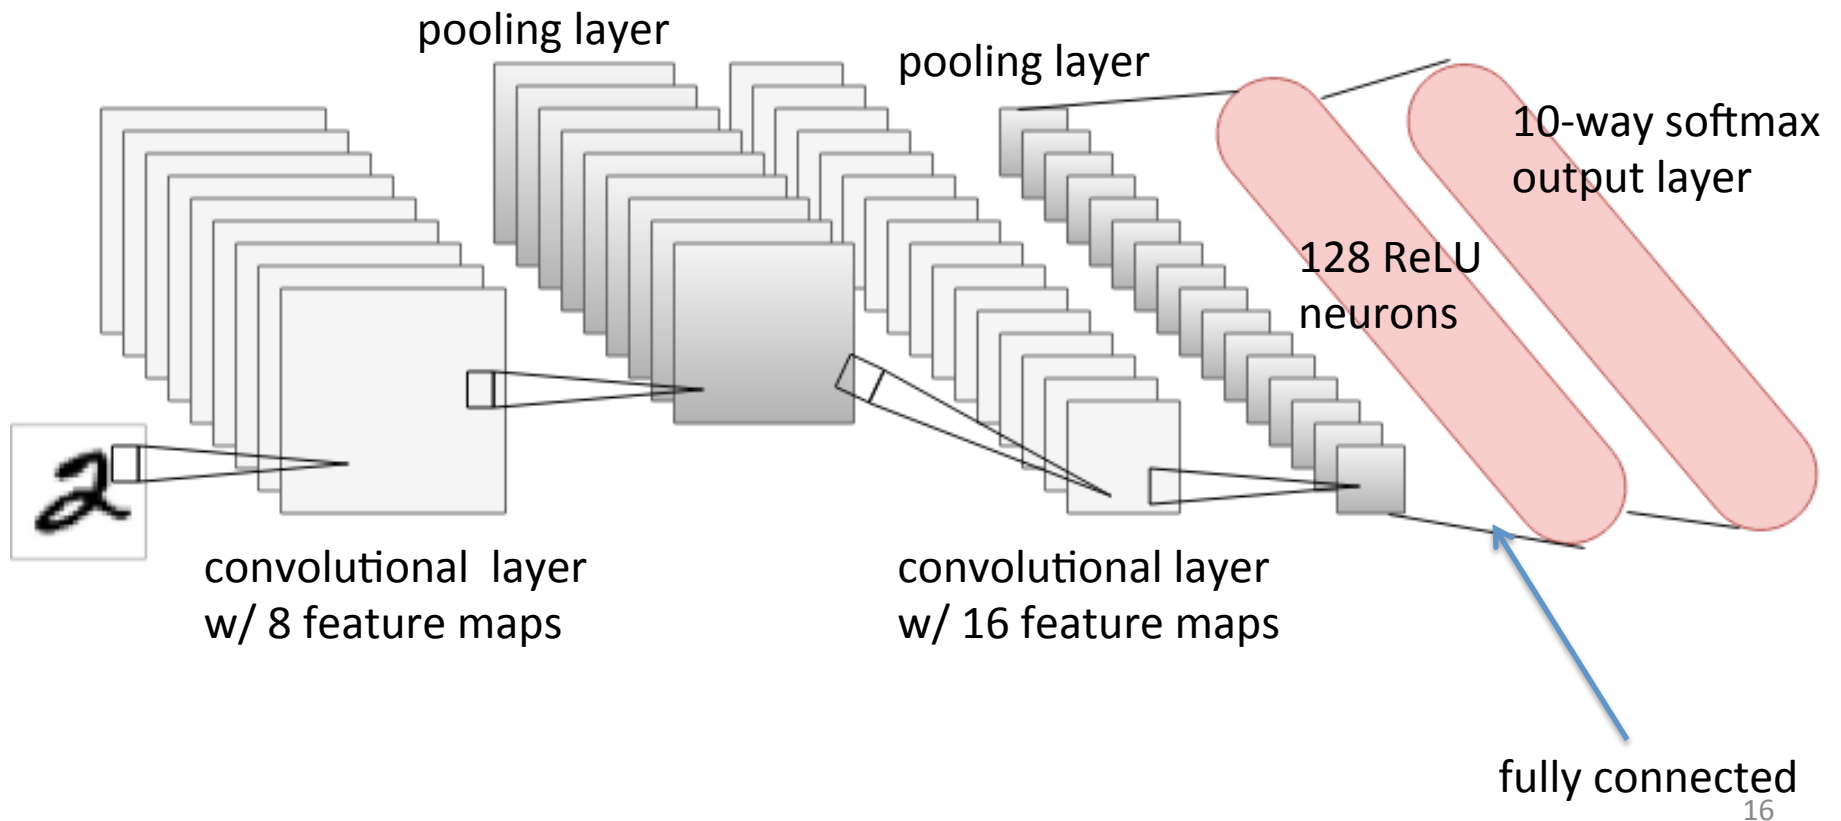 pooling layer
pooling layer
10-way softmax
output layer
128 ReLU
neurons
2
convolutional  layer
w/ 8 feature maps
convolutional layer
w/ 16 feature maps
fully connected
16